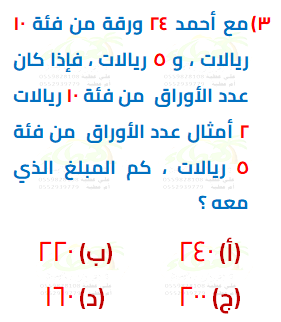 ٣) مع أحمد ٢٤ ورقة من فئة ١٠
ريالات ، و ٥ ريالات ، فإذا كان
عدد الأوراق من فئة ١٠ ريالات
٢ أمثال عدد الأوراق من فئة
٥ ريالات ، كم المبلغ الذي
معه ؟
(أ) ٢٤٠ (ب) ٢٢٠
(ج) ٢٠٠ (د) ١٦٠